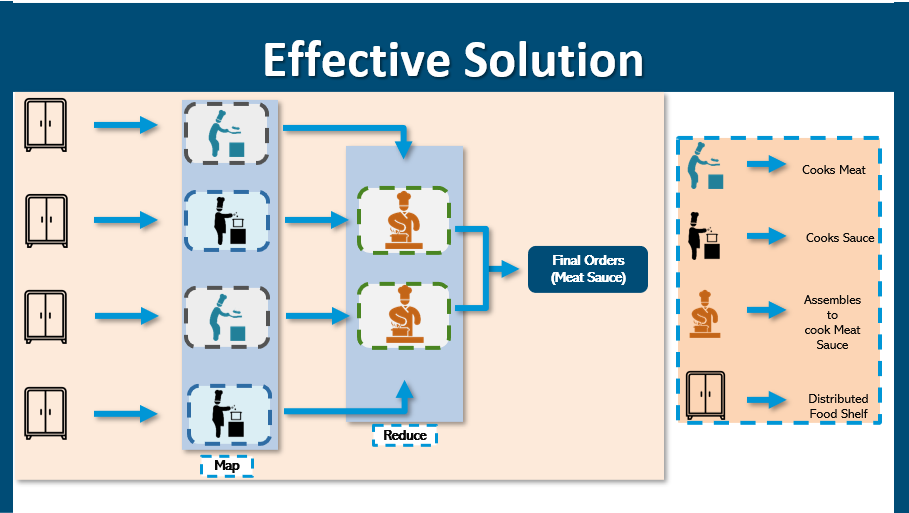 Effective Solution
Final Orders
(Meat Sauce)
Reduce
Map
Cooks Meat
Cooks Sauce
Assembles
to
cook Meat
Sauce
Distributed
Food Shelf